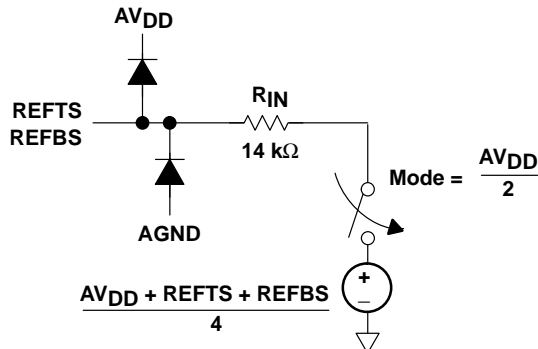 AVDD
REFTS
REFBS
RIN
14 kΩ
AGND
Mode = AVDD
2
+
−
AVDD + REFTS + REFBS
4